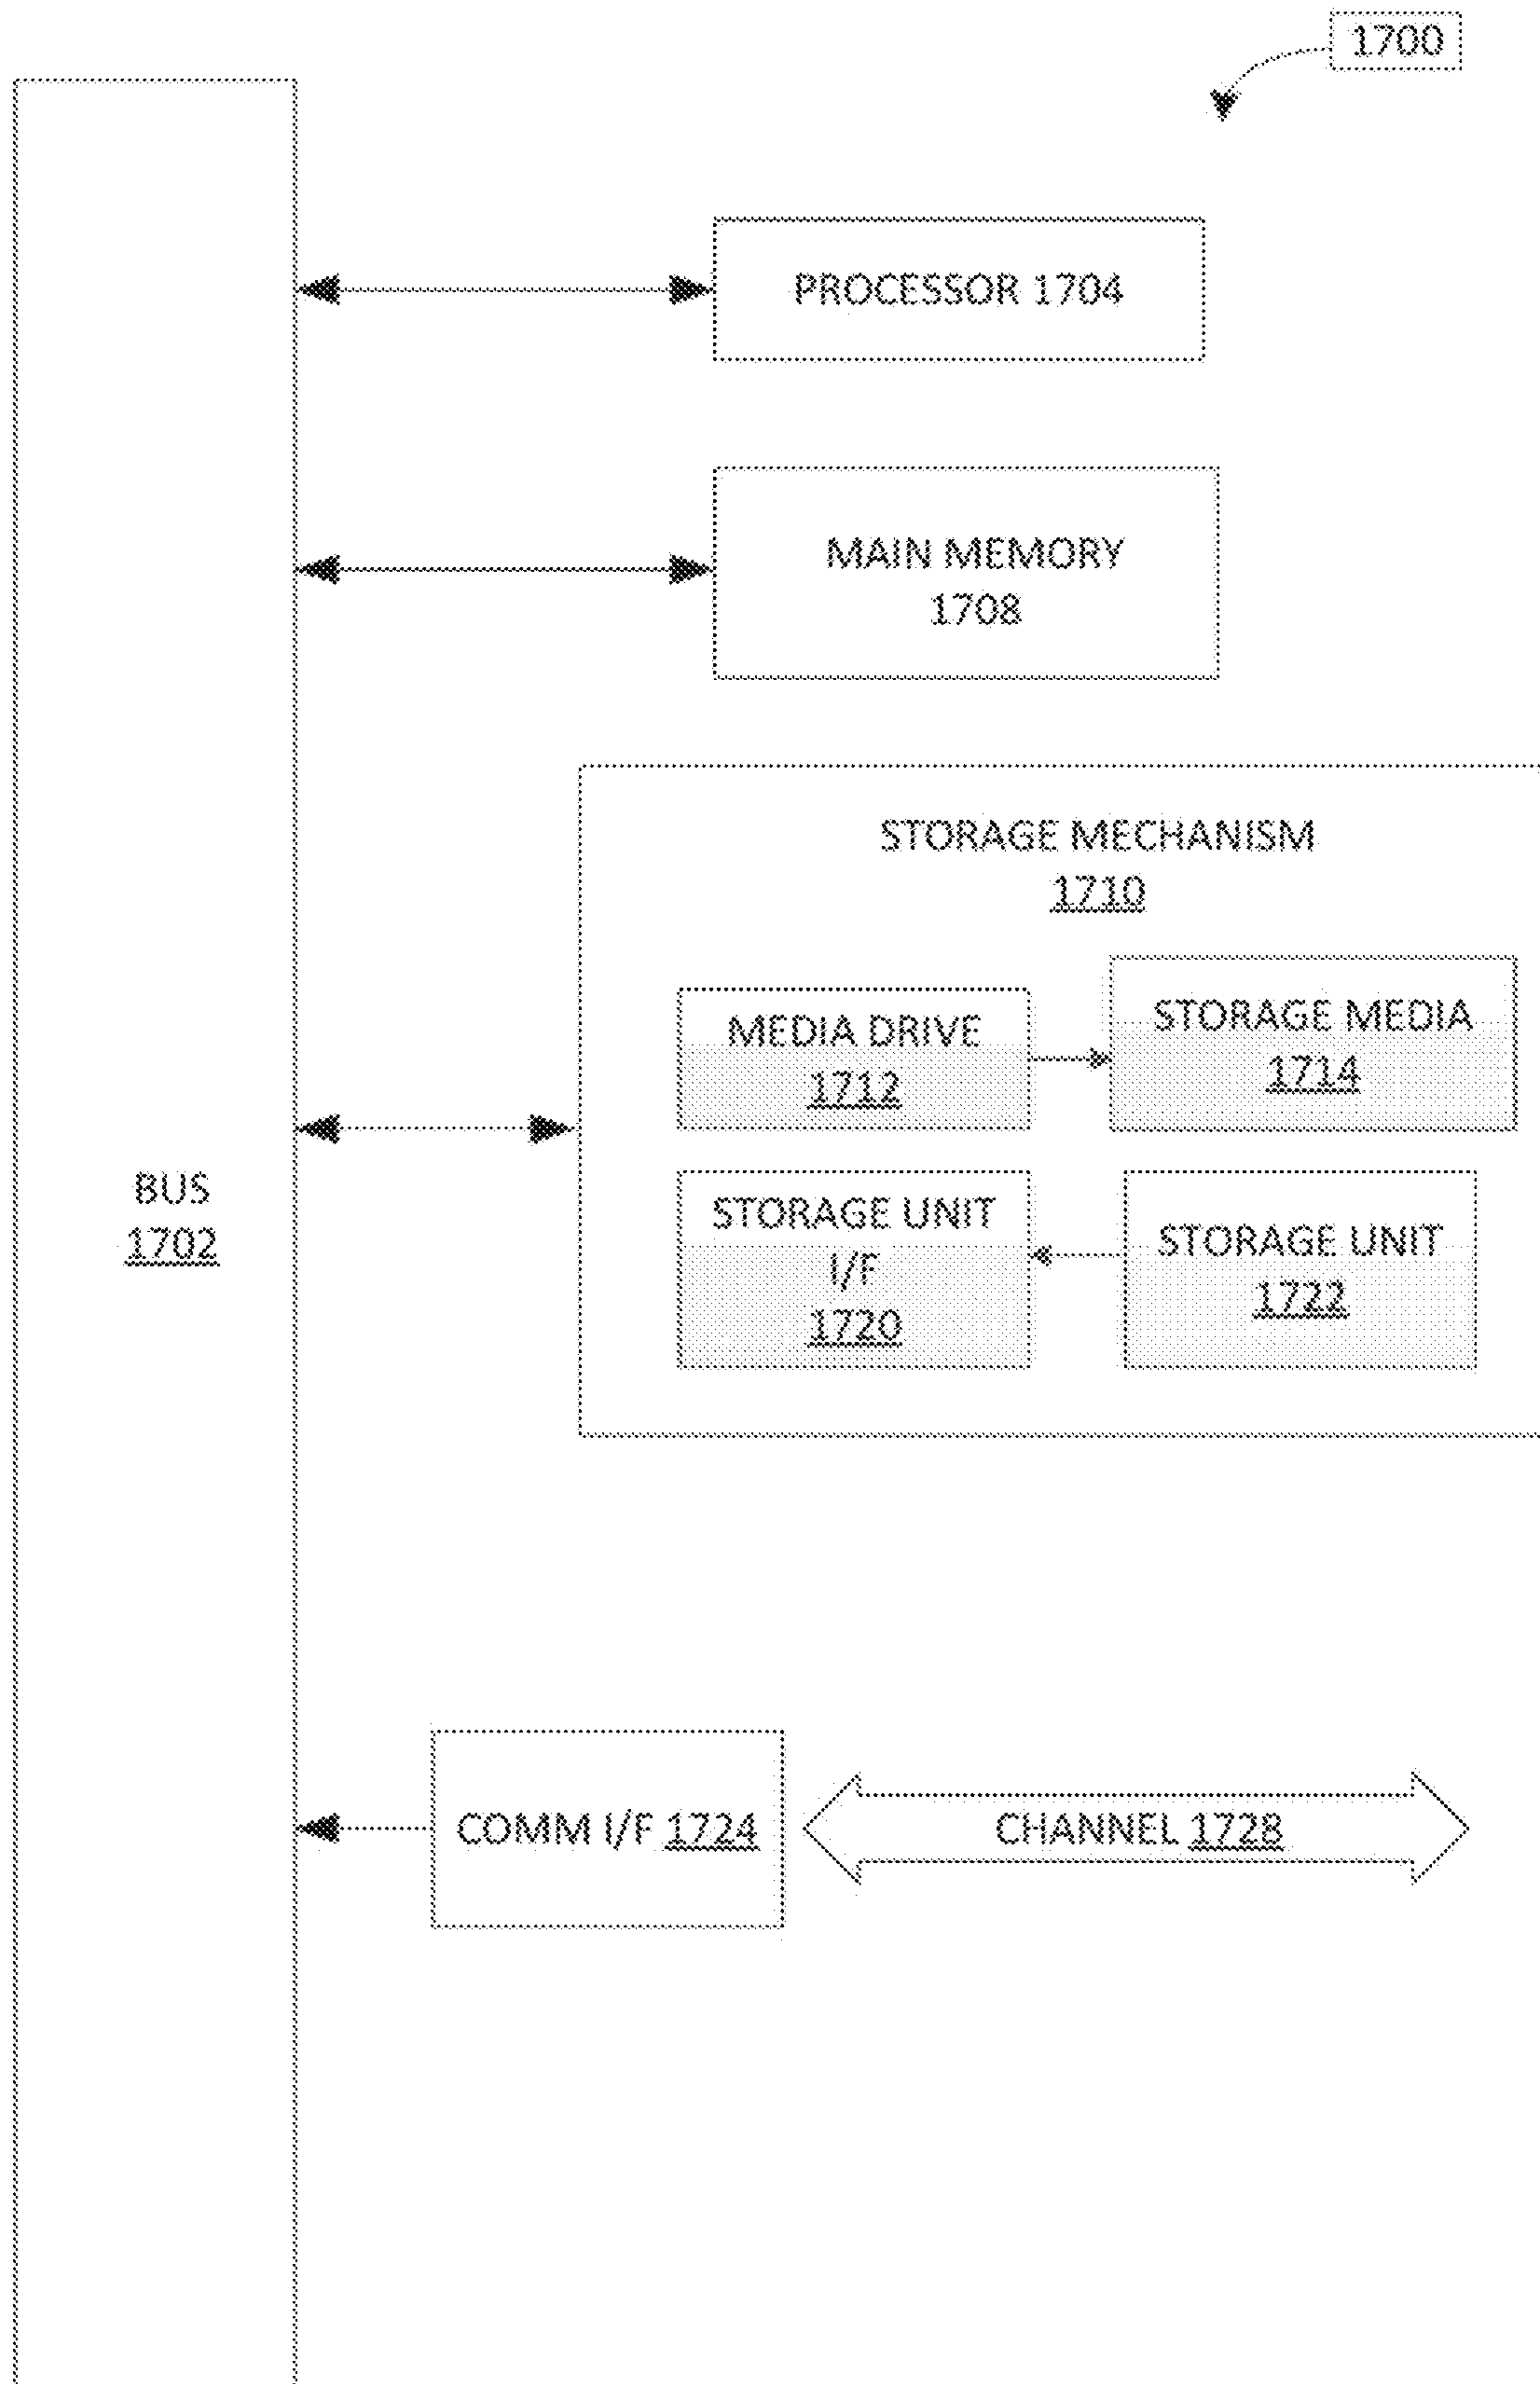 1700
PROCESSOR 1704
MAIN MEMORY
1708
STORAGE MECHANISM
1710
MEDIA DRIVE
1712
STORAGE MEDIA
1714
BUS
1702
STORAGE UNIT
I/F
1720
STORAGE UNIT
1722
COMM I/F 1724
CHANNEL 1728